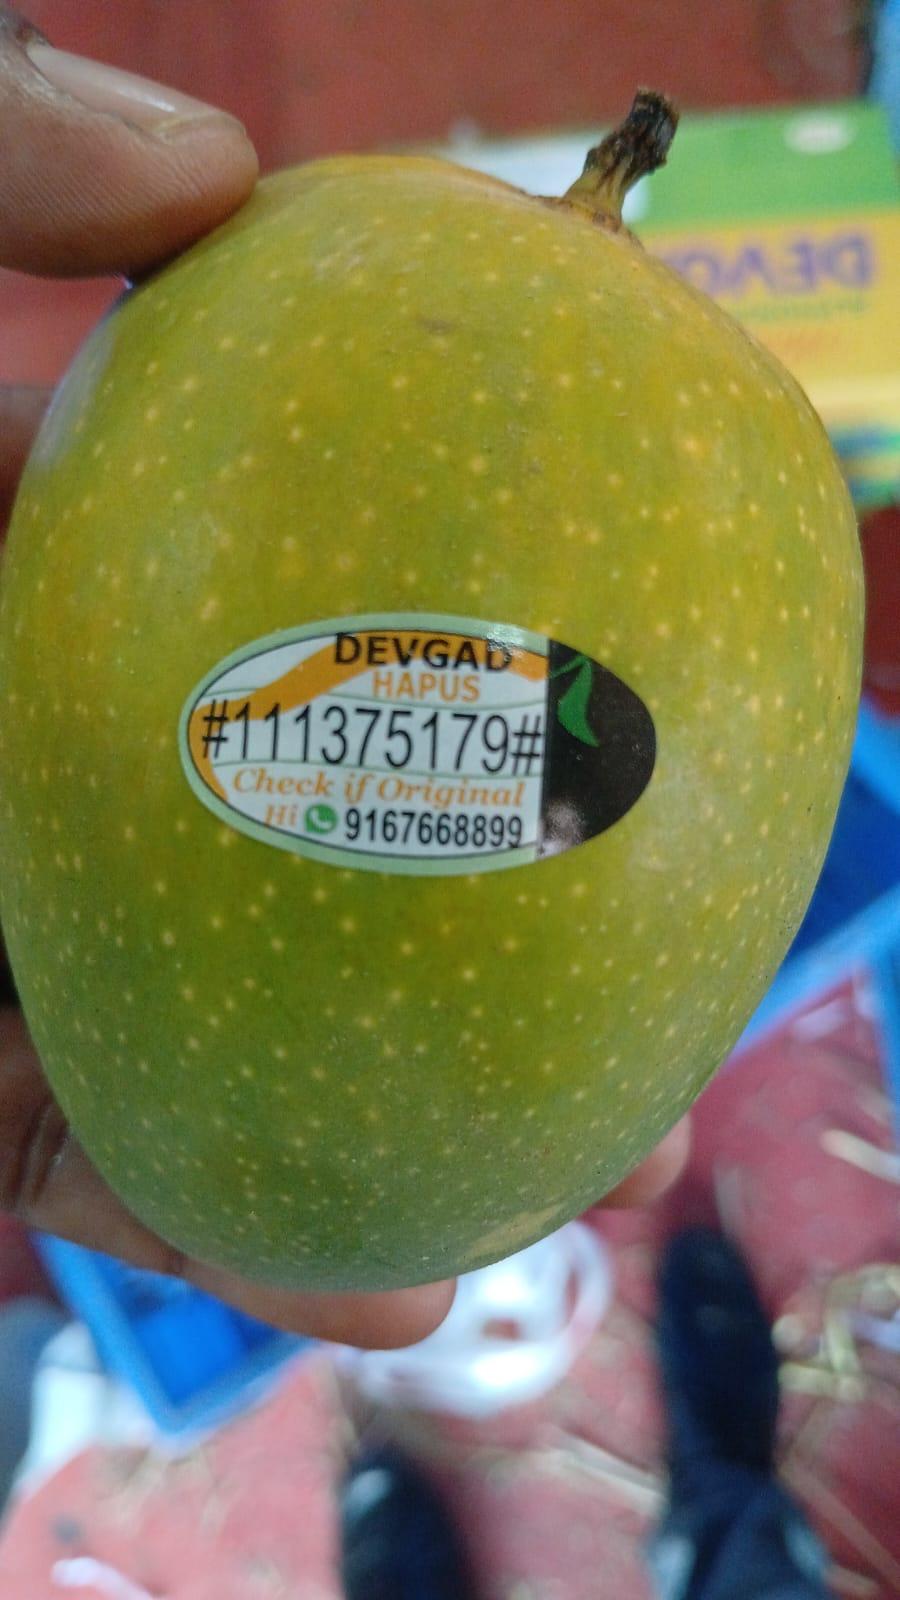 DEVGAD
HAPUS
#111375179#
Check if Original
Hi 9167668899